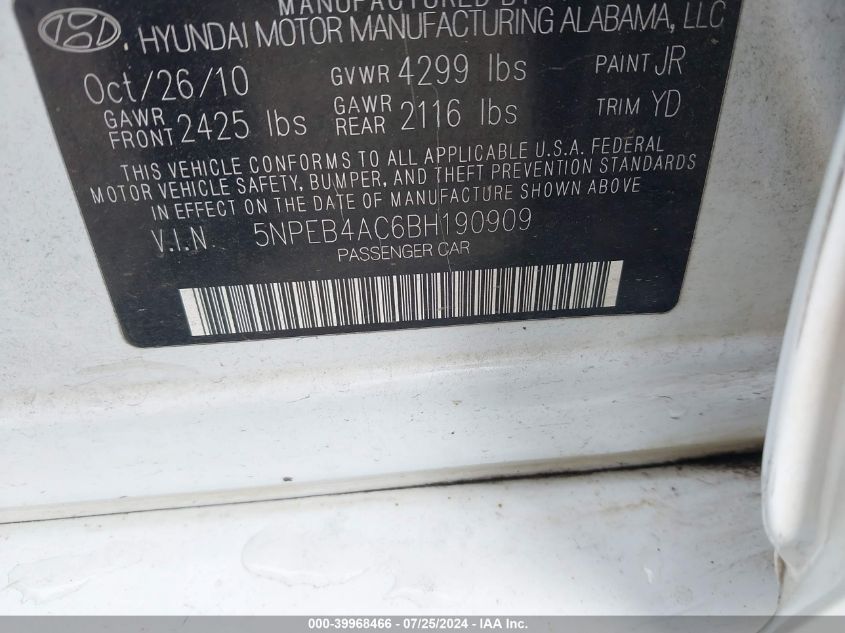 MANUFACTURED BY
HYUNDAI MOTOR MANUFACTURING ALABAMA, LLC
Oct/26/10 GVWR 4299 lbs PAINT JR
GAWR FRONT 2425 lbs GAWR REAR 2116 lbs TRIM YD
THIS VEHICLE CONFORMS TO ALL APPLICABLE U.S.A. FEDERAL
MOTOR VEHICLE SAFETY, BUMPER, AND THEFT PREVENTION STANDARDS
IN EFFECT ON THE DATE OF MANUFACTURE SHOWN ABOVE
V.I.N 5NPEB4AC6BH190909
PASSENGER CAR
000-39968466 - 07/25/2024 - IAA Inc.